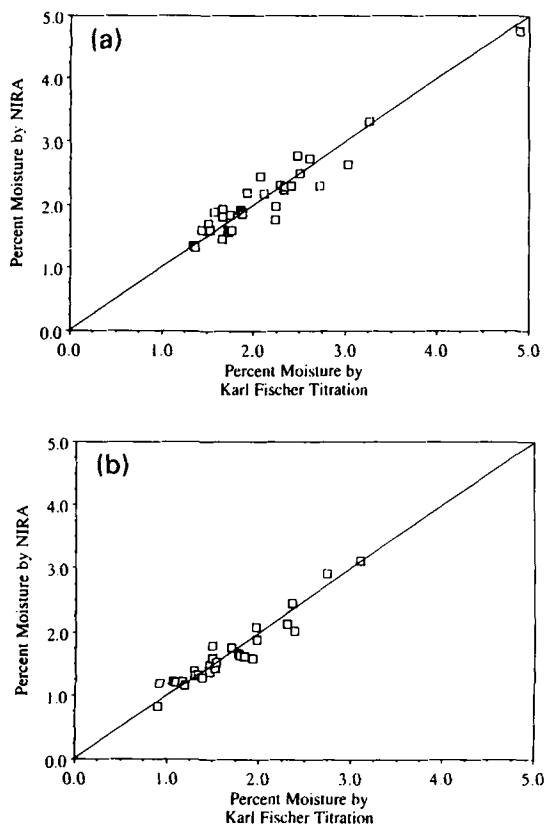 (a)
Percent Moisture by NIRA
5.0
4.0
3.0
2.0
1.0
0.0
0.0 1.0 2.0 3.0 4.0 5.0
Percent Moisture by
Karl Fischer Titration
(b)
Percent Moisture by NIRA
5.0
4.0
3.0
2.0
1.0
0.0
0.0 1.0 2.0 3.0 4.0 5.0
Percent Moisture by
Karl Fischer Titration